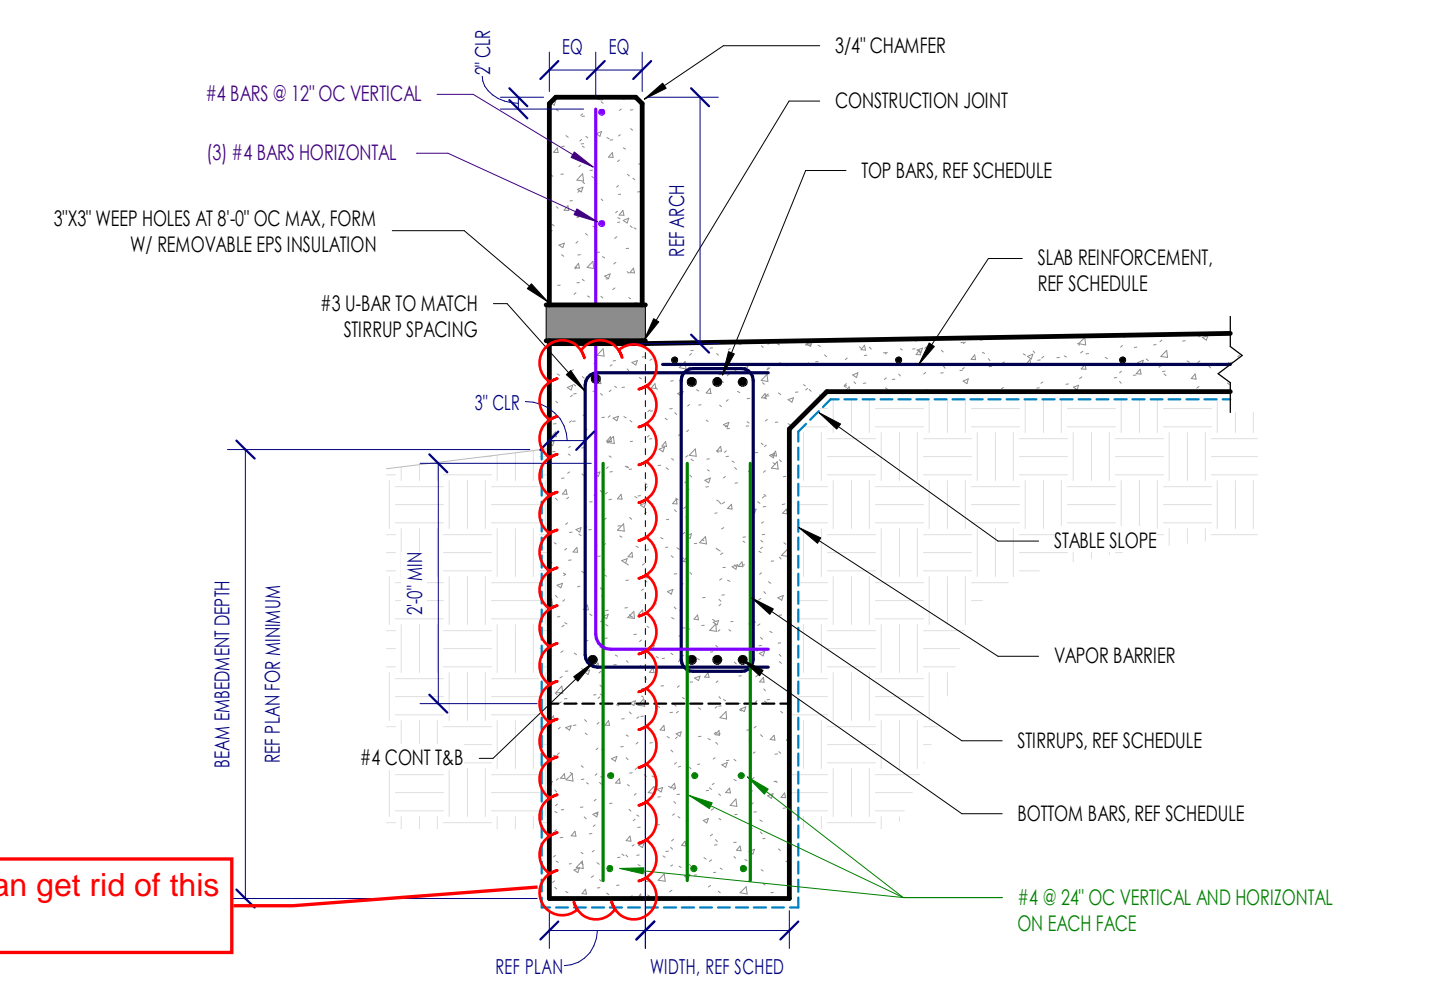 2" CLR
EQ
EQ
3/4" CHAMFER
#4 BARS @ 12" OC VERTICAL
CONSTRUCTION JOINT
(3) #4 BARS HORIZONTAL
TOP BARS, REF SCHEDULE
3"X3" WEEP HOLES AT 8'-0" OC MAX, FORM
W/ REMOVABLE EPS INSULATION
REF ARCH
SLAB REINFORCEMENT,
REF SCHEDULE
#3 U-BAR TO MATCH
STIRRUP SPACING
3" CLR
STABLE SLOPE
2'-0" MIN
BEAM EMBEDMENT DEPTH
REF PLAN FOR MINIMUM
VAPOR BARRIER
#4 CONT T&B
STIRRUPS, REF SCHEDULE
BOTTOM BARS, REF SCHEDULE
an get rid of this
#4 @ 24" OC VERTICAL AND HORIZONTAL
ON EACH FACE
REF PLAN
WIDTH, REF SCHED